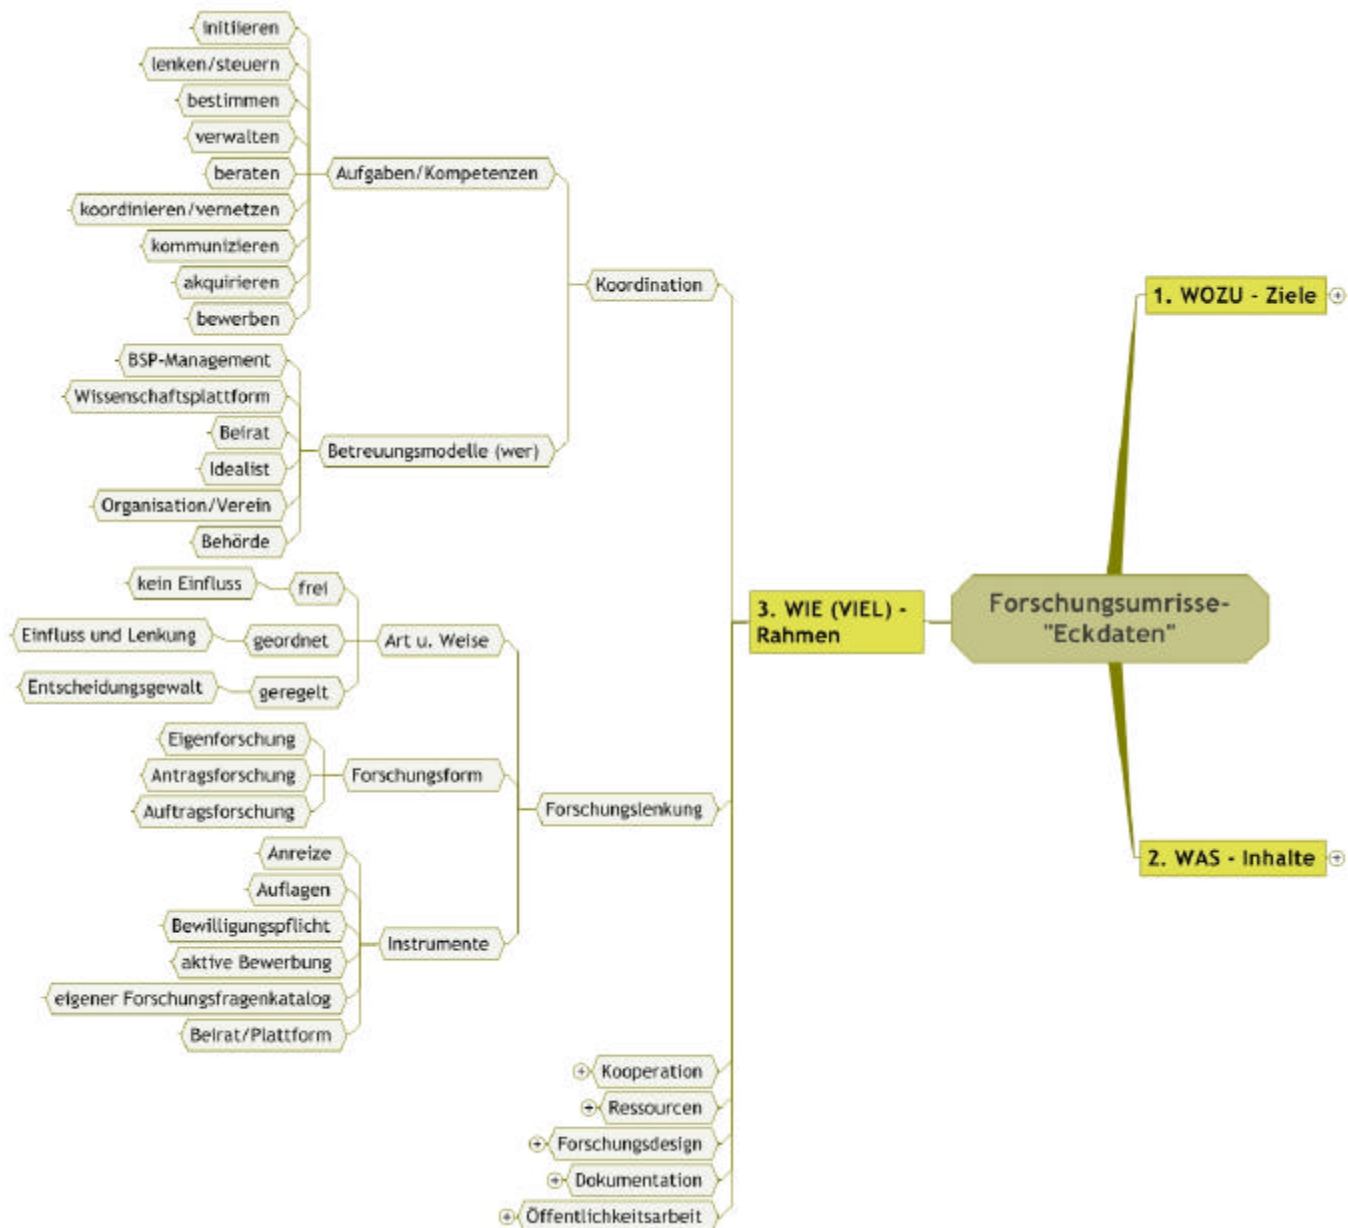 initiieren
lenken/steuern
bestimmen
verwalten
beraten
koordinieren/vernetzen
kommunizieren
akquirieren
bewerben
Aufgaben/Kompetenzen
Koordination
BSP-Management
Wissenschaftsplattform
Beirat
Idealist
Organisation/Verein
Behörde
Betreuungsmodelle (wer)
kein Einfluss
frei
Einfluss und Lenkung
geordnet
Entscheidungsgewalt
geregelt
Art u. Weise
Eigenforschung
Antragsforschung
Auftragsforschung
Forschungsform
Forschungslenkung
Anreize
Auflagen
Bewilligungspflicht
aktive Bewerbung
eigener Forschungsfragenkatalog
Beirat/Plattform
Instrumente
Kooperation
Ressourcen
Forschungsdesign
Dokumentation
Öffentlichkeitsarbeit
3. WIE (VIEL) -
Rahmen
Forschungsumrisse-
"Eckdaten"
1. WOZU - Ziele
2. WAS - Inhalte